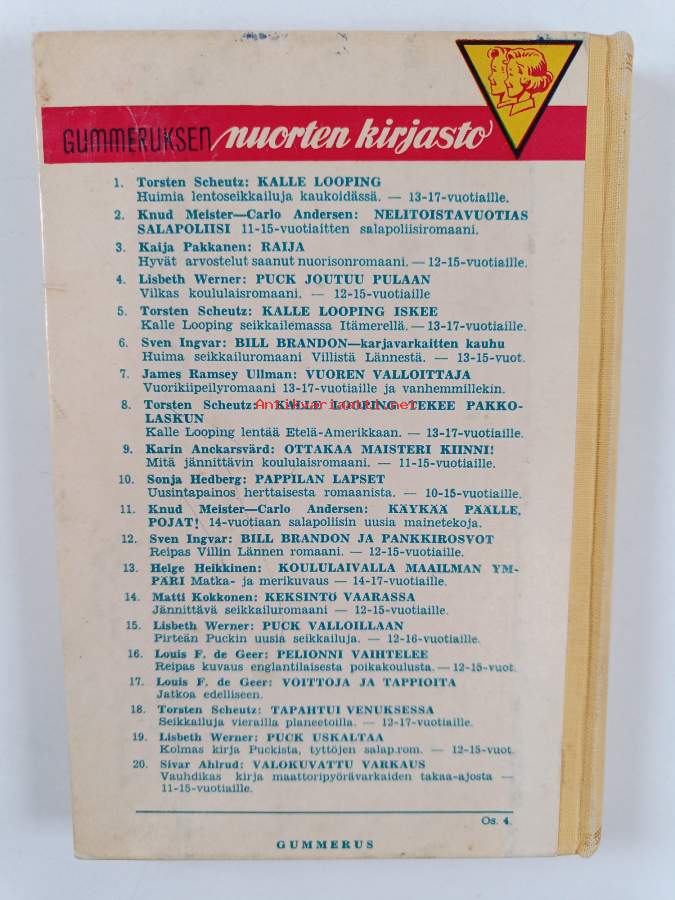 GUMMERUKSEN nuorten kirjasto
1. Torsten Scheutz: KALLE LOOPING
Huimia lentoseikkailuja kaukoidässä. — 13-17-vuotiaille.
2. Knud Meister—Carlo Andersen: NELITOISTAVUOTIAS
SALAPOLIISI 11-15-vuotiaitten salapoliisiromaani.
3. Kaija Pakkanen: RAIJA
Hyvät arvostelut saanut nuorisonromaani. — 12-15-vuotiaille.
4. Lisbeth Werner: PUCK JOUTUU PULAAN
Vilkas koululaisromaani. — 12-15-vuotiaille
5. Torsten Scheutz: KALLE LOOPING ISKEE
Kalle Looping seikkailemassa Itämerellä. — 13-17-vuotiaille.
6. Sven Ingvar: BILL BRANDON—karjavarkaitten kauhu
Huima seikkailuromaani Villistä Lännestä. — 13-15-vuot.
7. James Ramsey Ullman: VUOREN VALLOITTAJA
Vuorikiipeilyromaani 13-17-vuotiaille ja vanhemmillekin.
8. Torsten Scheutz: KALLE LOOPING TEKEE PAKKO-
Antikvariaatti.net
LASKUN
Kalle Looping lentää Etelä-Amerikkaan. — 13-17-vuotiaille.
9. Karin Anckarsvärd: OTTAKAA MAISTERI KIINNI!
Mitä jännittävin koululaisromaani. — 11-15-vuotiaille.
10. Sonja Hedberg: PAPPILAN LAPSET
Uusintapainos herttaisesta romaanista. — 10-15-vuotiaille.
11. Knud Meister—Carlo Andersen: KÄYKÄÄ PÄÄLLE,
POJAT! 14-vuotiaan salapoliisin uusia mainetekoja.
12. Sven Ingvar: BILL BRANDON JA PANKKIROSVOT
Reipas Villin Lännen romaani. — 12-15-vuotiaille.
13. Helge Heikkinen: KOULULAIVALLA MAAILMAN YM-
PÄRI Matka- ja merikuvaus — 14-17-vuotiaille.
14. Matti Kokkonen: KEKSINTÖ VAARASSA
Jännittävä seikkailuromaani — 12-15-vuotiaille.
15. Lisbeth Werner: PUCK VALLOILLAAN
Pirteän Puckin uusia seikkailuja. — 12-16-vuotiaille.
16. Louis F. de Geer: PELIONNI VAIHTELEE
Reipas kuvaus englantilaisesta poikakoulusta. — 12-15-vuot.
17. Louis F. de Geer: VOITTOJA JA TAPPIOITA
Jatkoa edelliseen.
18. Torsten Scheutz: TAPAHTUI VENUKSESSA
Seikkailuja vierailla planeetoilla. — 12-17-vuotiaille.
19. Lisbeth Werner: PUCK USKALTAA
Kolmas kirja Puckista, tyttöjen salap.rom. — 12-15-vuot.
20. Sivar Ahlrud: VALOKUVATTU VARKAUS
Vauhdikas kirja maattoripyörävarkaiden takaa-ajosta —
11-15-vuotiaille.
Os. 4.
GUMMERUS